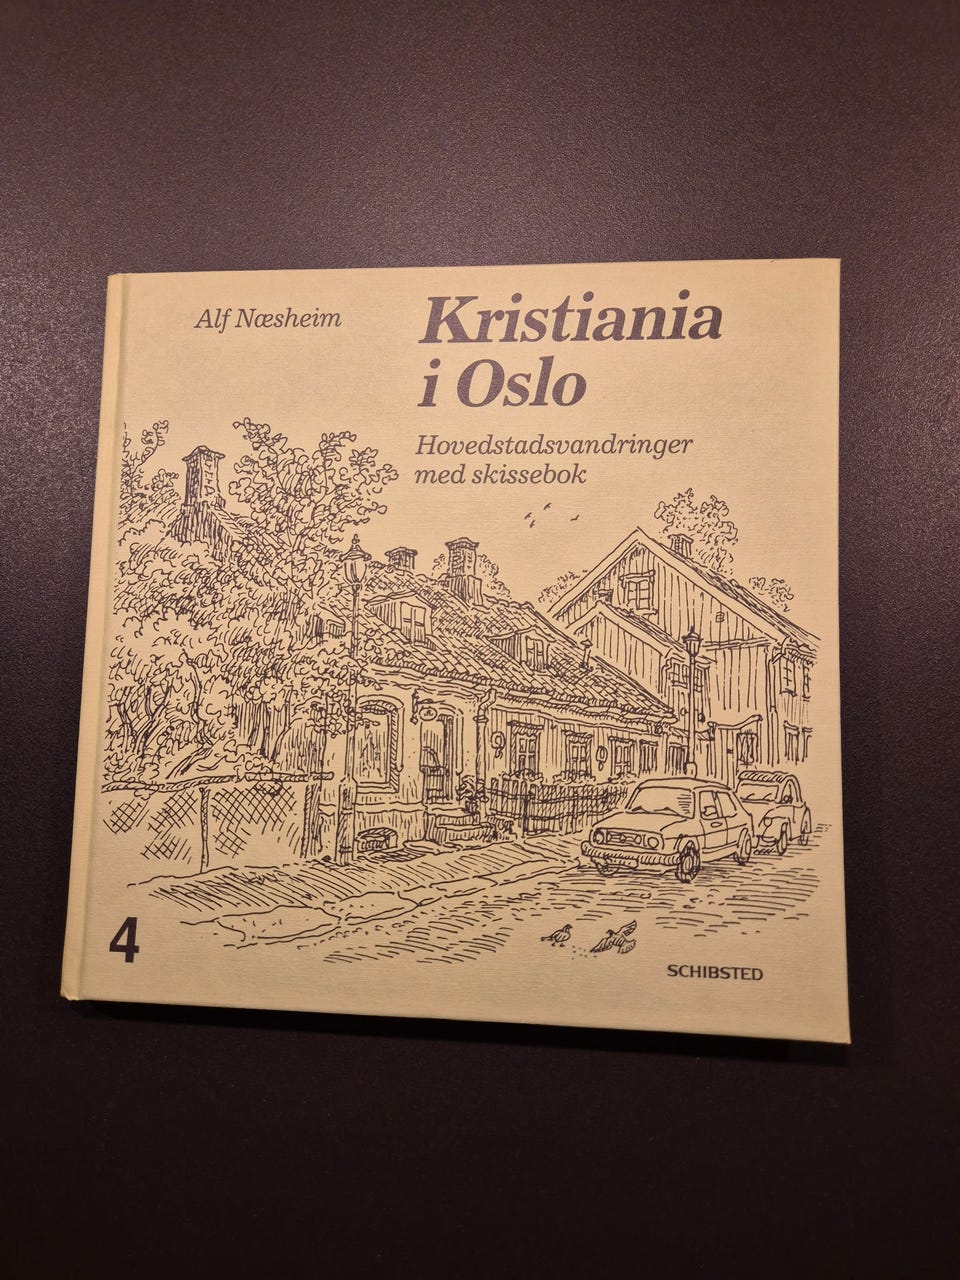 Alf Næsheim
Kristiania
i Oslo
Hovedstadsvandringer
med skissebok
4
SCHIBSTED